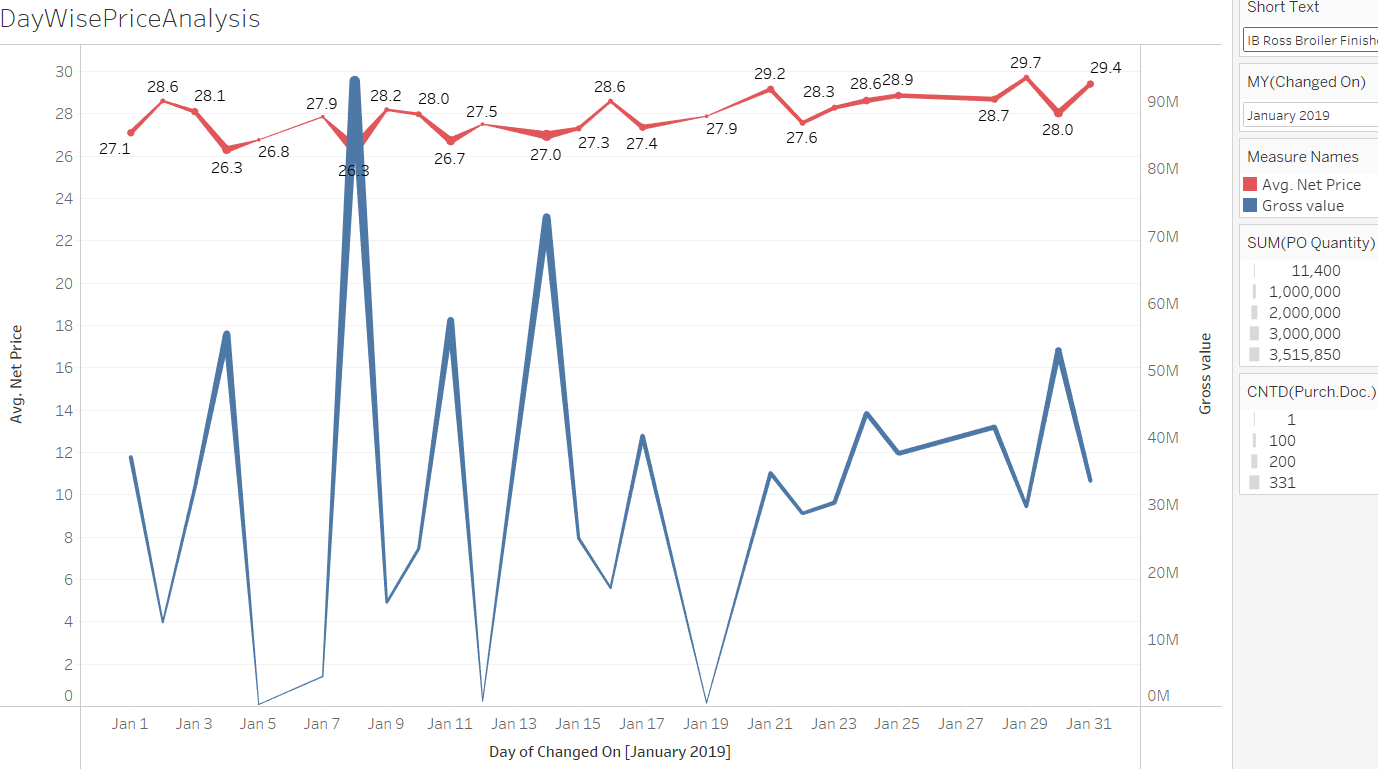 DayWisePriceAnalysis
30
28
26
24
22
20
18
16
14
12
10
8
6
4
2
0
Avg. Net Price
27.1
28.6
28.1
26.3
26.8
27.9
26.3
28.2
28.0
26.7
27.5
27.0
27.3
28.6
27.4
27.9
29.2
27.6
28.3
28.6
28.9
28.7
29.7
28.0
29.4
90M
80M
70M
60M
50M
40M
30M
20M
10M
0M
Gross value
Jan 1 Jan 3 Jan 5 Jan 7 Jan 9 Jan 11 Jan 13 Jan 15 Jan 17 Jan 19 Jan 21 Jan 23 Jan 25 Jan 27 Jan 29 Jan 31
Day of Changed On [January 2019]
Short Text
IB Ross Broiler Finishe
MY(Changed On)
January 2019
Measure Names
Avg. Net Price
Gross value
SUM(PO Quantity)
11,400
1,000,000
2,000,000
3,000,000
3,515,850
CNTD(Purch.Doc.)
1
100
200
331